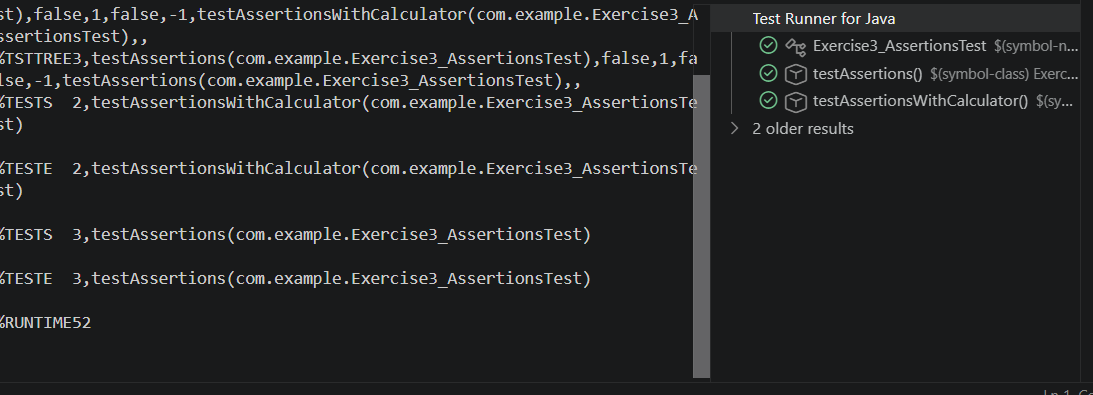 st),false,1,false,-1,testAssertionsWithCalculator(com.example.Exercise3_A
ssertionsTest),,
%TSTTREE3,testAssertions(com.example.Exercise3_AssertionsTest),false,1,fa
lse,-1,testAssertions(com.example.Exercise3_AssertionsTest),,
%TESTS  2,testAssertionsWithCalculator(com.example.Exercise3_AssertionsTe
st)
%TESTE  2,testAssertionsWithCalculator(com.example.Exercise3_AssertionsTe
st)
%TESTS  3,testAssertions(com.example.Exercise3_AssertionsTest)
%TESTE  3,testAssertions(com.example.Exercise3_AssertionsTest)
%RUNTIME52
Test Runner for Java
Exercise3_AssertionsTest $(symbol-n...
testAssertions() $(symbol-class) Exerc...
testAssertionsWithCalculator() $(sy...
2 older results